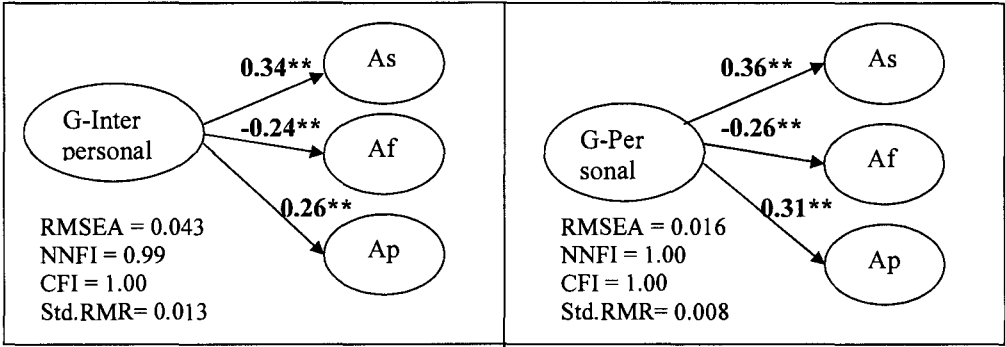 As
0.34**
G-Inter
personal
-0.24**
Af
0.26**
Ap
RMSEA = 0.043
NNFI = 0.99
CFI = 1.00
Std.RMR= 0.013
As
0.36**
G-Per
sonal
-0.26**
Af
0.31**
Ap
RMSEA = 0.016
NNFI = 1.00
CFI = 1.00
Std.RMR= 0.008